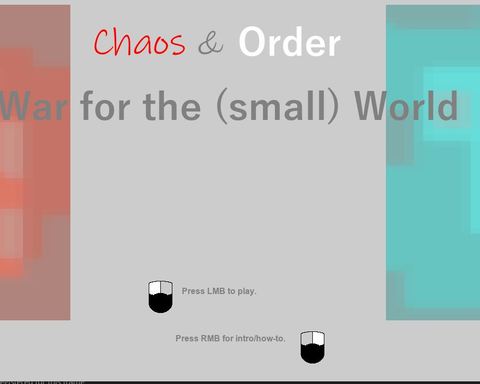 Chaos & Order
War for the (small) World
Press LMB to play.
Press RMB for intro/how-to.